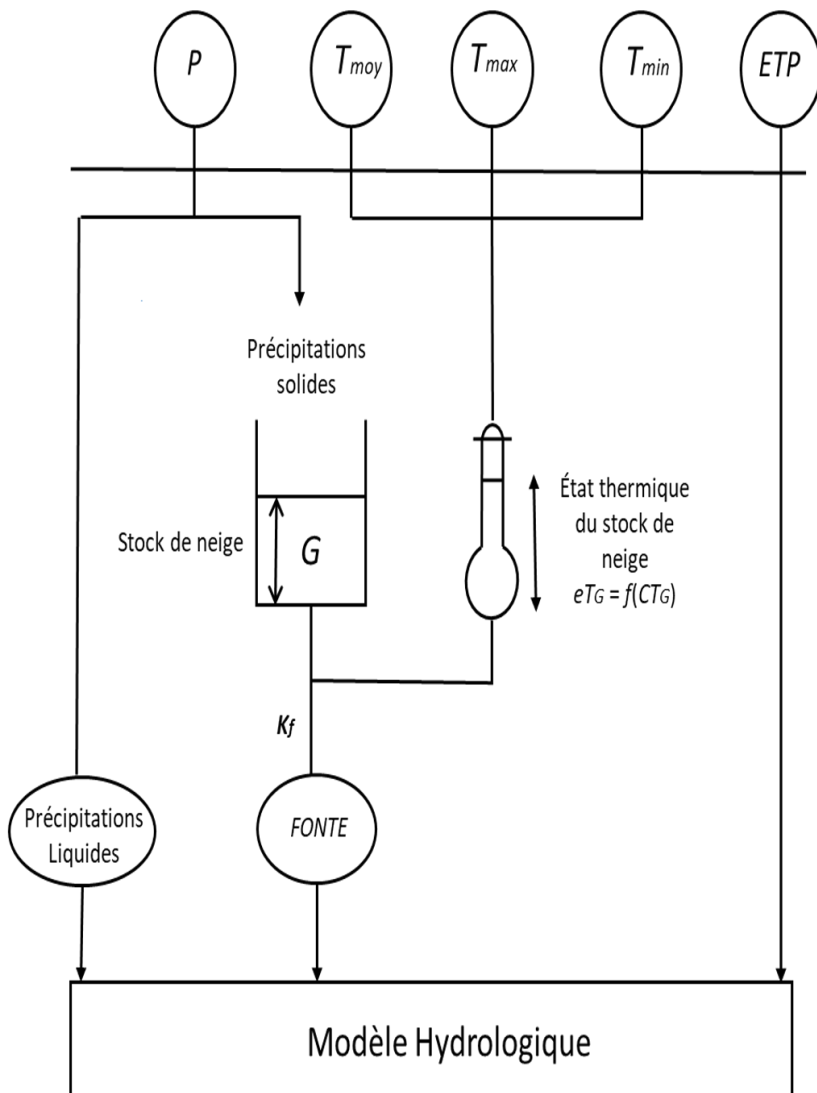 P
Tmoy
Tmax
Tmin
ETP
Précipitations
solides
Stock de neige
G
État thermique
du stock de
neige
eTG = f(CTG)
Kf
Précipitations
Liquides
FONTE
Modèle Hydrologique